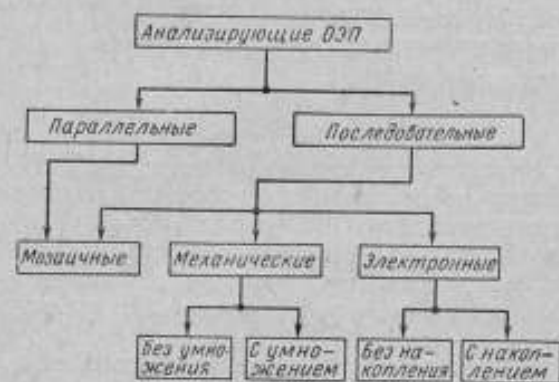 Анализирующие ОЭП
Параллельные
Последовательные
Мозаичные
Механические
Электронные
Без умно-
жения
С умно-
жением
Без на-
копления
С накоп-
лением